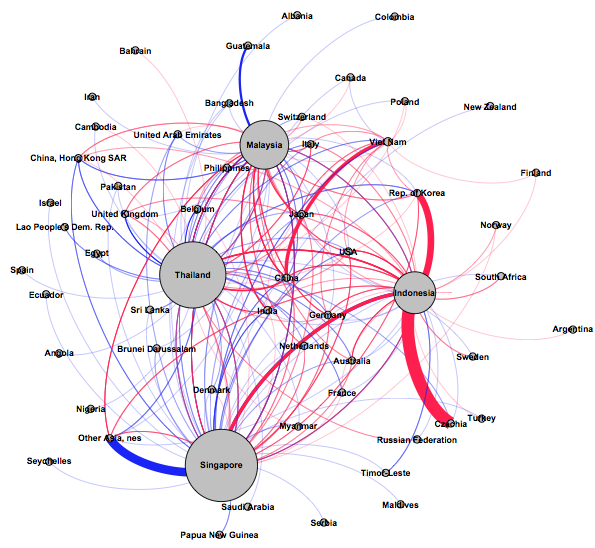 Albania
Colombia
Guatemala
Bahrain
Canada
Iran
Bangladesh
Poland
New Zealand
Switzerland
Cambodia
United Arab Emirates
Malaysia
Italy
Viet Nam
China, Hong Kong SAR
Philippines
Finland
Pakistan
Rep. of Korea
Israel
United Kingdom
Belgium
Japan
Lao People's Dem. Rep.
Norway
Egypt
USA
Spain
Thailand
China
South Africa
Ecuador
Indonesia
Sri Lanka
India
Germany
Argentina
Angola
Brunei Darussalam
Netherlands
Australia
Sweden
Denmark
France
Nigeria
Turkey
Czechia
Myanmar
Other Asia, nes
Russian Federation
Seychelles
Singapore
Timor-Leste
Saudi Arabia
Maldives
Serbia
Papua New Guinea